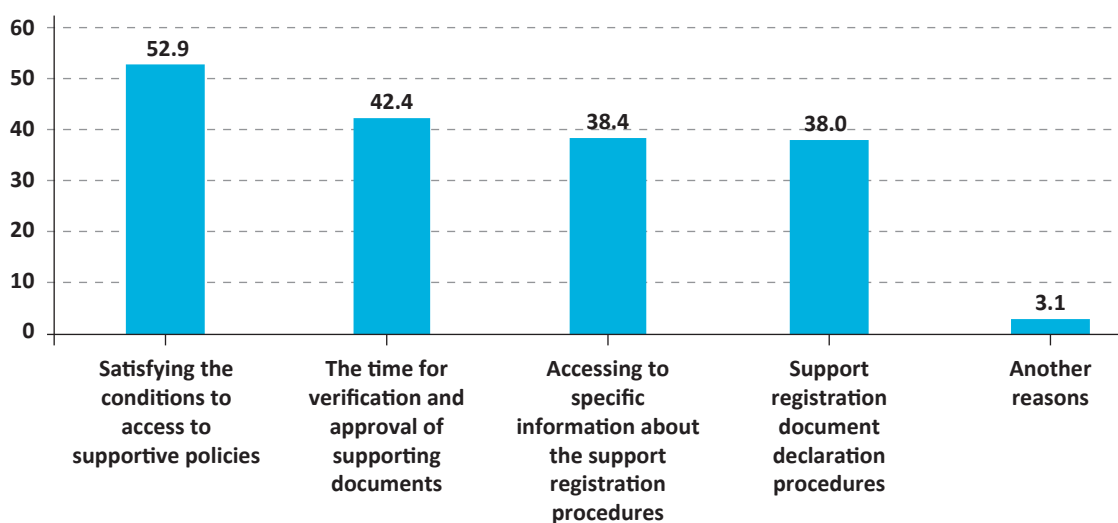 60
50
40
30
20
10
0
52.9
42.4
38.4
38.0
3.1
Satisfying the
conditions to
access to
supportive policies
The time for
verification and
approval of
supporting
documents
Accessing to
specific
information about
the support
registration
procedures
Support
registration
document
declaration
procedures
Another
reasons